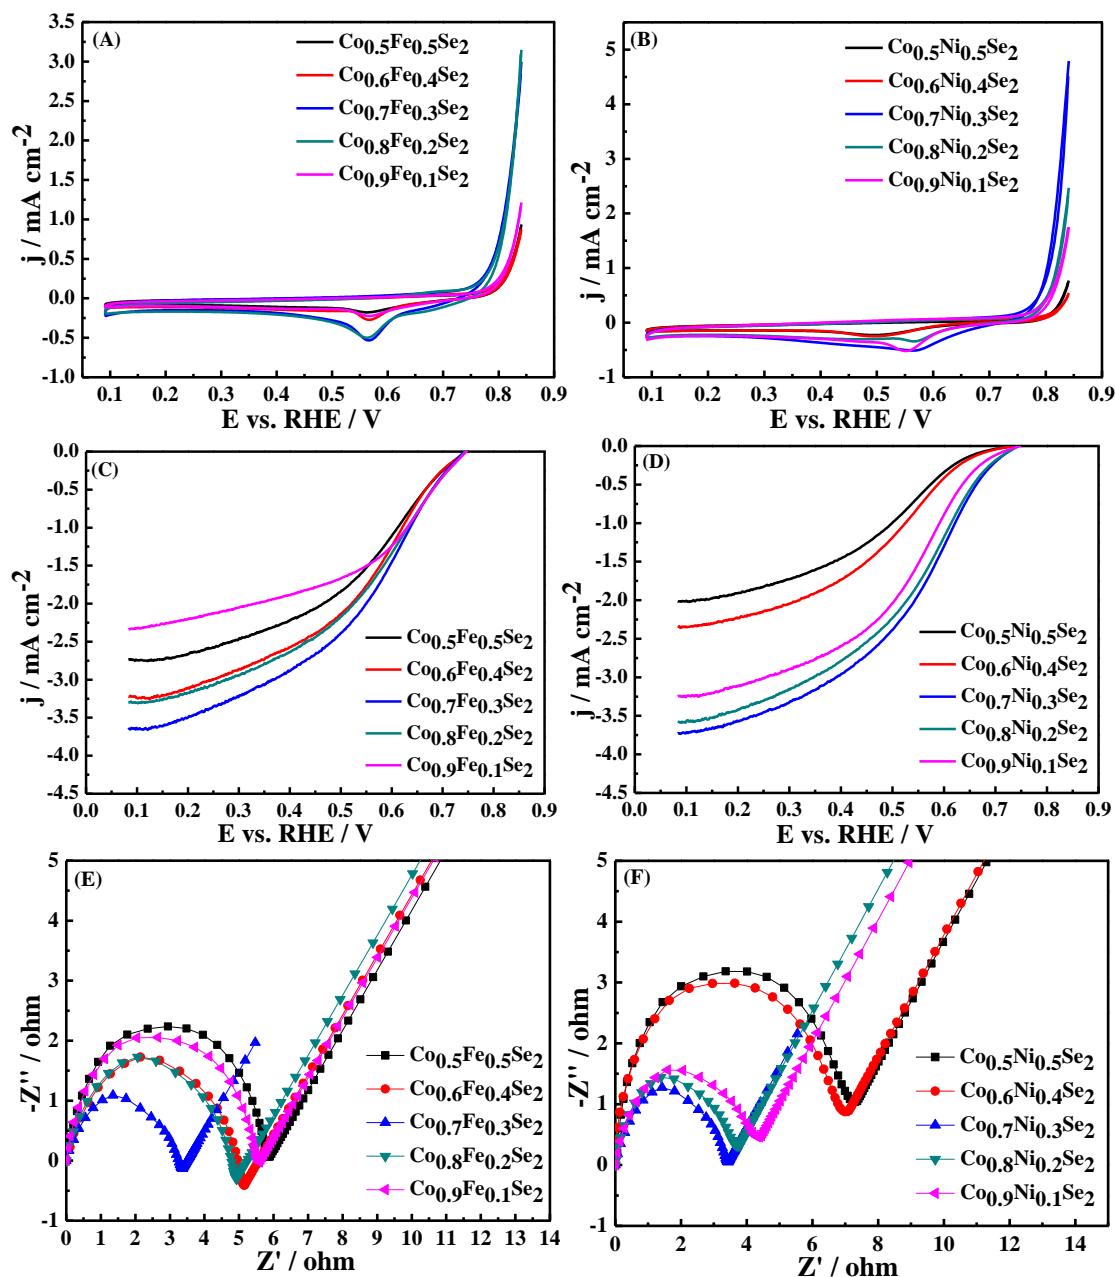 (A)
Co0.5Fe0.5Se2
Co0.6Fe0.4Se2
Co0.7Fe0.3Se2
Co0.8Fe0.2Se2
Co0.9Fe0.1Se2
3.5
3.0
2.5
2.0
1.5
1.0
0.5
0.0
-0.5
-1.0
j / mA cm-2
0.1 0.2 0.3 0.4 0.5 0.6 0.7 0.8 0.9
E vs. RHE / V
(B)
Co0.5Ni0.5Se2
Co0.6Ni0.4Se2
Co0.7Ni0.3Se2
Co0.8Ni0.2Se2
Co0.9Ni0.1Se2
5
4
3
2
1
0
-1
j / mA cm-2
0.1 0.2 0.3 0.4 0.5 0.6 0.7 0.8 0.9
E vs. RHE / V
(C)
0.0
-0.5
-1.0
-1.5
-2.0
-2.5
-3.0
-3.5
-4.0
-4.5
j / mA cm-2
Co0.5Fe0.5Se2
Co0.6Fe0.4Se2
Co0.7Fe0.3Se2
Co0.8Fe0.2Se2
Co0.9Fe0.1Se2
0.0 0.1 0.2 0.3 0.4 0.5 0.6 0.7 0.8 0.9
E vs. RHE / V
(D)
0.0
-0.5
-1.0
-1.5
-2.0
-2.5
-3.0
-3.5
-4.0
-4.5
j / mA cm-2
Co0.5Ni0.5Se2
Co0.6Ni0.4Se2
Co0.7Ni0.3Se2
Co0.8Ni0.2Se2
Co0.9Ni0.1Se2
0.0 0.1 0.2 0.3 0.4 0.5 0.6 0.7 0.8 0.9
E vs. RHE / V
(E)
5
4
3
2
1
0
-1
-Z'' / ohm
Co0.5Fe0.5Se2
Co0.6Fe0.4Se2
Co0.7Fe0.3Se2
Co0.8Fe0.2Se2
Co0.9Fe0.1Se2
0 1 2 3 4 5 6 7 8 9 10 11 12 13 14
Z' / ohm
(F)
5
4
3
2
1
0
-1
-Z'' / ohm
Co0.5Ni0.5Se2
Co0.6Ni0.4Se2
Co0.7Ni0.3Se2
Co0.8Ni0.2Se2
Co0.9Ni0.1Se2
0 2 4 6 8 10 12 14
Z' / ohm